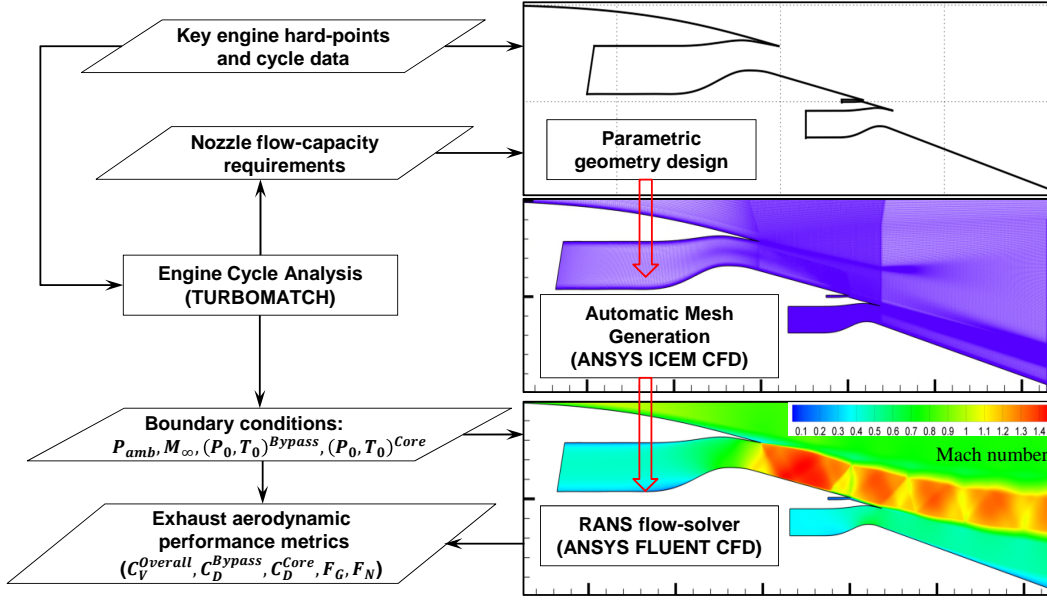 Key engine hard-points
and cycle data
Nozzle flow-capacity
requirements
Parametric
geometry design
Engine Cycle Analysis
(TURBOMATCH)
Automatic Mesh
Generation
(ANSYS ICEM CFD)
Boundary conditions:
P_amb, M_∞, (P_0, T_0)^Bypass, (P_0, T_0)^Core
0.1 0.2 0.3 0.4 0.5 0.6 0.7 0.8 0.9 1 1.1 1.2 1.3 1.4
Mach number
Exhaust aerodynamic
performance metrics
(C_V^Overall, C_D^Bypass, C_D^Core, F_G, F_N)
RANS flow-solver
(ANSYS FLUENT CFD)